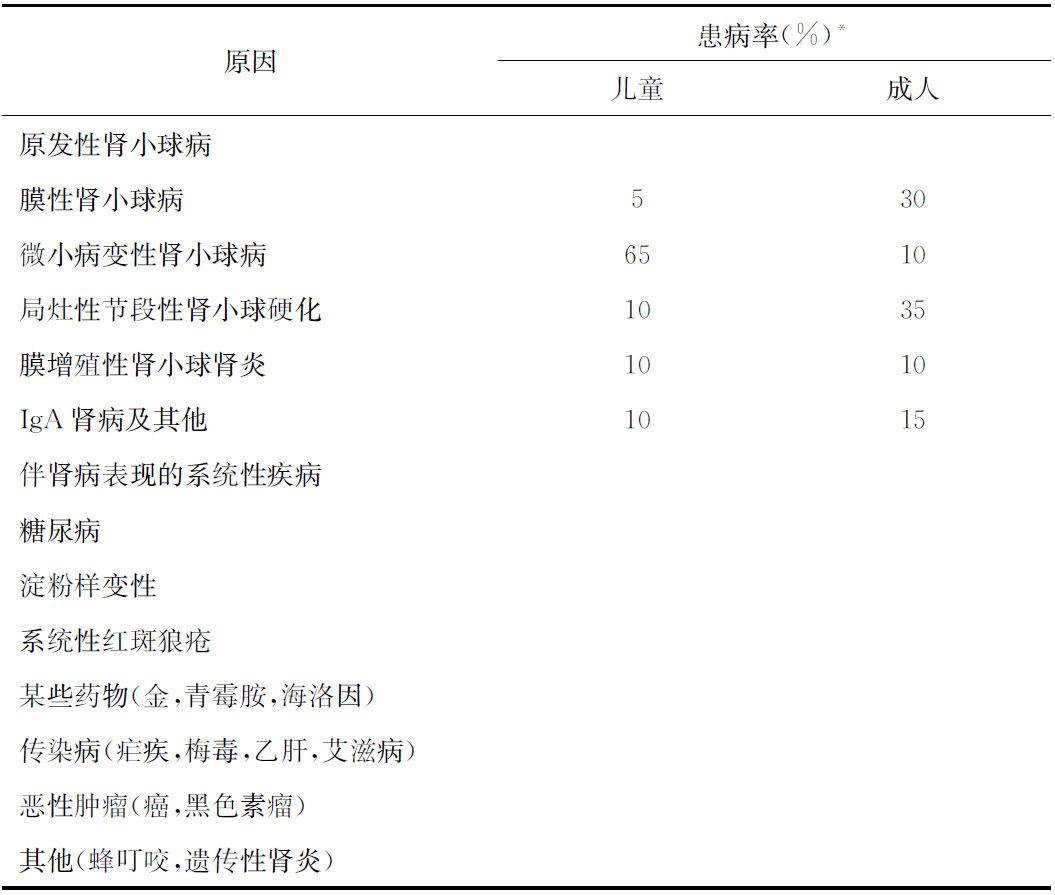 原因 患病率(%)*
儿童 成人
原发性肾小球病
膜性肾小球病 5 30
微小病变性肾小球病 65 10
局灶性节段性肾小球硬化 10 35
膜增殖性肾小球肾炎 10 10
IgA 肾病及其他 10 15
伴肾病表现的系统性疾病
糖尿病
淀粉样变性
系统性红斑狼疮
某些药物(金,青霉胺,海洛因)
传染病(疟疾,梅毒,乙肝,艾滋病)
恶性肿瘤(癌,黑色素瘤)
其他(蜂叮咬,遗传性肾炎)